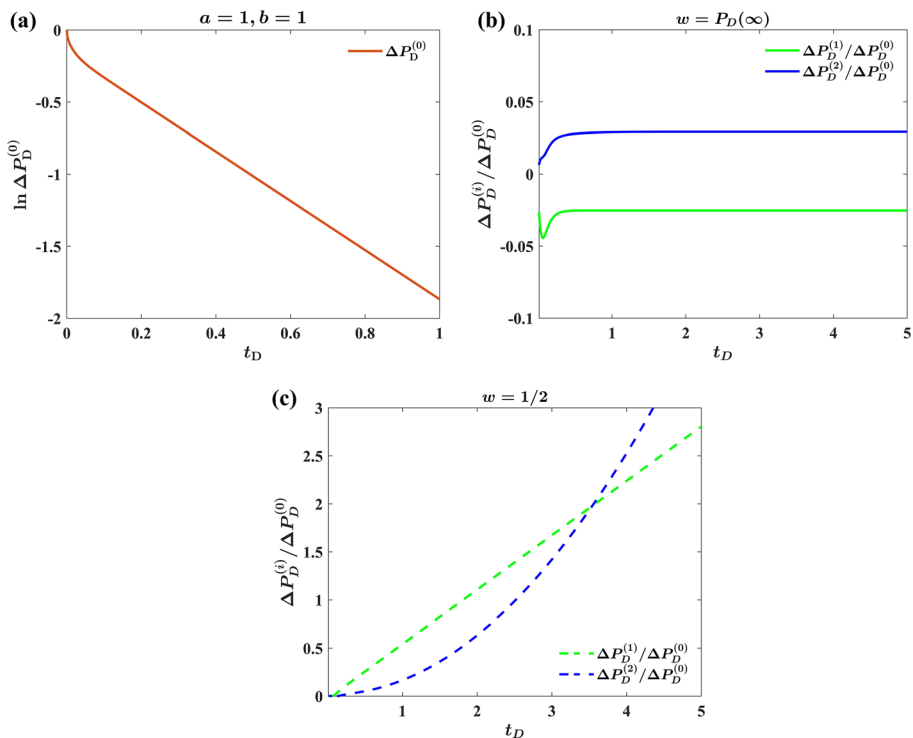 (a)
a = 1, b = 1
ΔP_D^(0)
0
-0.5
-1
-1.5
-2
ln ΔP_D^(0)
0 0.2 0.4 0.6 0.8 1
t_D
(b)
w = P_D(∞)
ΔP_D^(1)/ΔP_D^(0)
ΔP_D^(2)/ΔP_D^(0)
0.1
0.05
0
-0.05
-0.1
ΔP_D^(i)/ΔP_D^(0)
1 2 3 4 5
t_D
(c)
w = 1/2
3
2.5
2
1.5
1
0.5
0
ΔP_D^(i)/ΔP_D^(0)
ΔP_D^(1)/ΔP_D^(0)
ΔP_D^(2)/ΔP_D^(0)
1 2 3 4 5
t_D